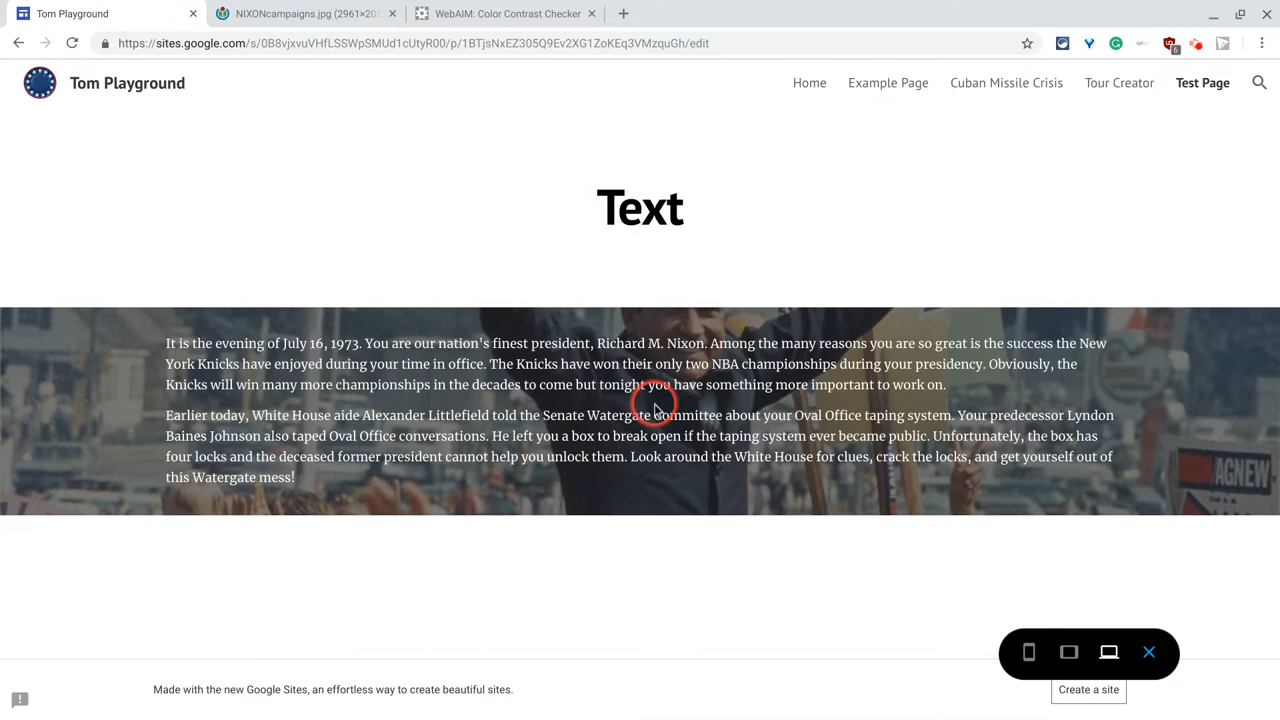 Tom Playground
NIXONcampaigns.jpg (2961×205
WebAIM: Color Contrast Checker
https://sites.google.com/s/0B8vjxvuVHfLSSWpSMUd1cUtyR00/p/1BTjsNxEZ305Q9Ev2XG1ZoKEq3VMzquGh/edit
6
Tom Playground
Home
Example Page
Cuban Missile Crisis
Tour Creator
Test Page
Text
It is the evening of July 16, 1973. You are our nation's finest president, Richard M. Nixon. Among the many reasons you are so great is the success the New
York Knicks have enjoyed during your time in office. The Knicks have won their only two NBA championships during your presidency. Obviously, the
Knicks will win many more championships in the decades to come but tonight you have something more important to work on.
Earlier today, White House aide Alexander Littlefield told the Senate Watergate Committee about your Oval Office taping system. Your predecessor Lyndon
Baines Johnson also taped Oval Office conversations. He left you a box to break open if the taping system ever became public. Unfortunately, the box has
four locks and the deceased former president cannot help you unlock them. Look around the White House for clues, crack the locks, and get yourself out of
this Watergate mess!
AGNEW
Made with the new Google Sites, an effortless way to create beautiful sites.
Create a site